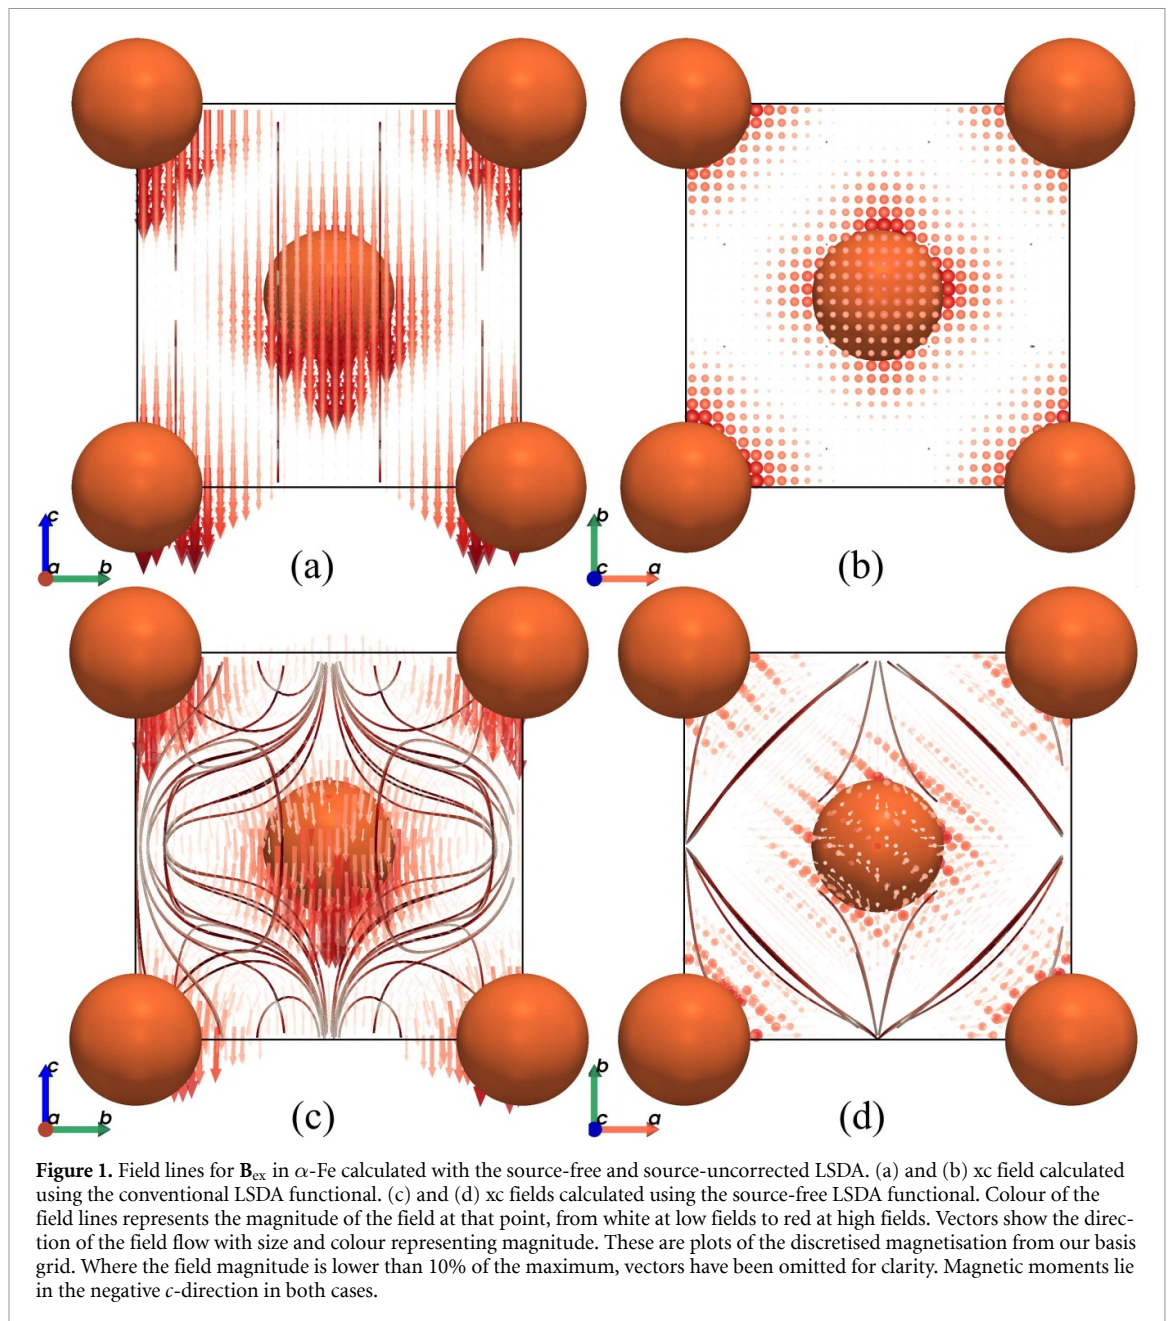 c
a
b
(a)
b
c
a
(b)
c
a
b
(c)
b
c
a
(d)
Figure 1. Field lines for Bex in α-Fe calculated with the source-free and source-uncorrected LSDA. (a) and (b) xc field calculated
using the conventional LSDA functional. (c) and (d) xc fields calculated using the source-free LSDA functional. Colour of the
field lines represents the magnitude of the field at that point, from white at low fields to red at high fields. Vectors show the direc-
tion of the field flow with size and colour representing magnitude. These are plots of the discretised magnetisation from our basis
grid. Where the field magnitude is lower than 10% of the maximum, vectors have been omitted for clarity. Magnetic moments lie
in the negative c-direction in both cases.